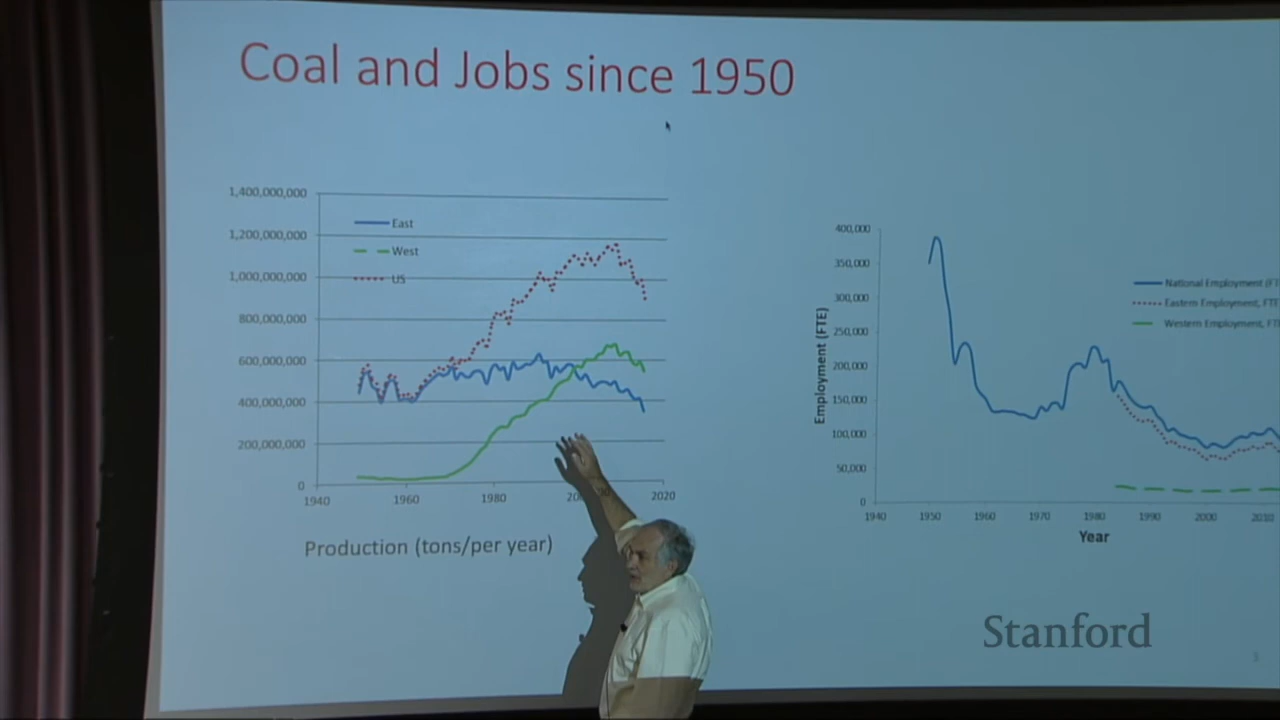 Coal and Jobs since 1950
1,400,000,000
1,200,000,000
1,000,000,000
800,000,000
600,000,000
400,000,000
200,000,000
0
East
West
US
1940
1960
1980
2020
Production (tons/per year)
400,000
350,000
300,000
250,000
200,000
150,000
100,000
50,000
0
Employment (FTE)
National Employment (FT
Eastern Employment, FTE
Western Employment, FT
1940
1950
1960
1970
1980
1990
2000
2010
Year
Stanford
3